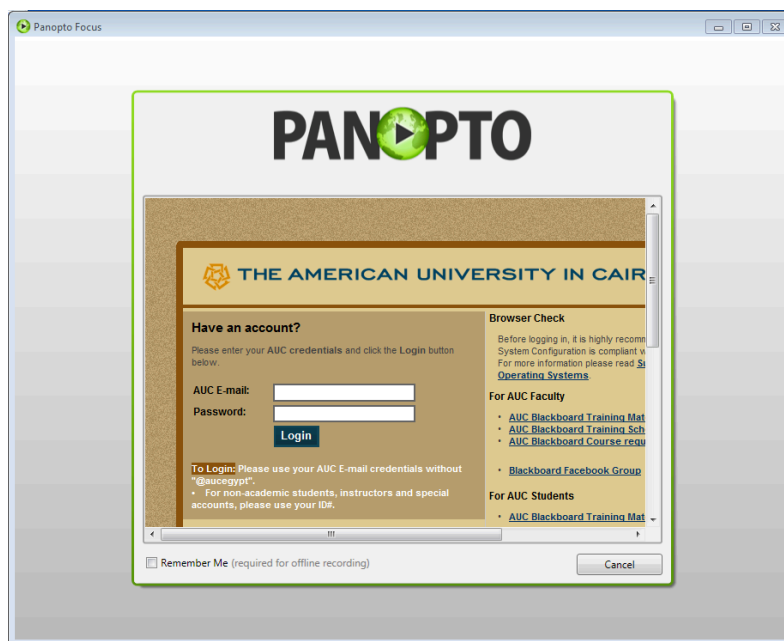 Panopto Focus
PANOPTO
THE AMERICAN UNIVERSITY IN CAIR
Have an account?
Please enter your AUC credentials and click the Login button
below.
AUC E-mail:
Password:
Login
To Login: Please use your AUC E-mail credentials without
"@aucegypt".
• For non-academic students, instructors and special
accounts, please use your ID#.
Browser Check
Before logging in, it is highly recomm
System Configuration is compliant w
For more information please read Su
Operating Systems.
For AUC Faculty
• AUC Blackboard Training Mat
• AUC Blackboard Training Sch
• AUC Blackboard Course requ
• Blackboard Facebook Group
For AUC Students
• AUC Blackboard Training Mat
Remember Me (required for offline recording)
Cancel